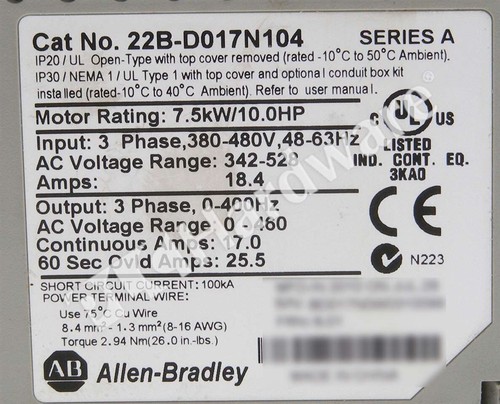 Cat No. 22B-D017N104 SERIES A
IP20 / UL Open-Type with top cover removed (rated -10°C to 50°C Ambient).
IP30 / NEMA 1 / UL Type 1 with top cover and optional conduit box kit
installed (rated -10°C to 40°C Ambient). Refer to user manual.
Motor Rating: 7.5kW/10.0HP
Input: 3 Phase,380-480V,48-63Hz
AC Voltage Range: 342-528
Amps: 18.4
Output: 3 Phase, 0-400Hz
AC Voltage Range: 0 - 460
Continuous Amps: 17.0
60 Sec Ovld Amps: 25.5
C UL US
LISTED
IND. CONT. EQ.
3KA0
CE
N223
SHORT CIRCUIT CURRENT: 100kA
POWER TERMINAL WIRE:
Use 75°C Cu Wire
8.4 mm² - 1.3 mm² (8-16 AWG)
Torque 2.94 Nm(26.0 in.-lbs.)
AB Allen-Bradley